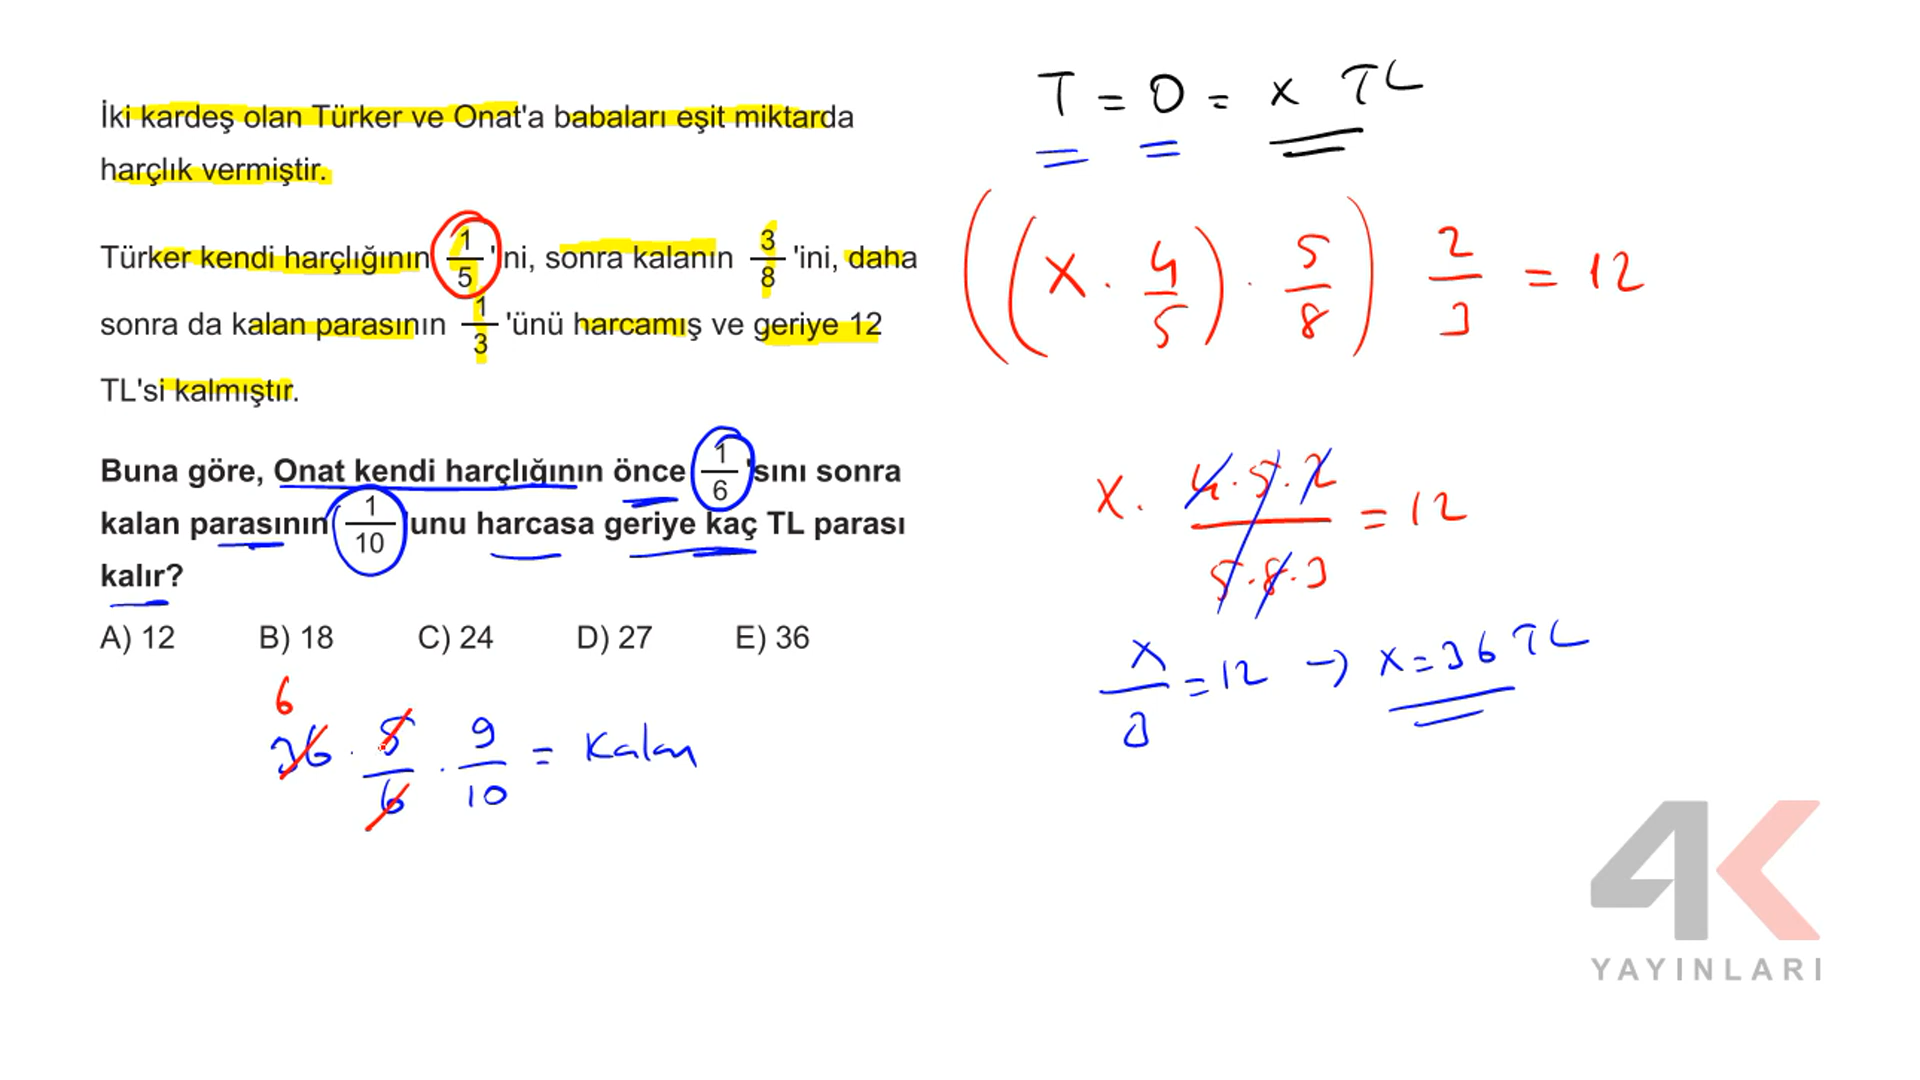 İki kardeş olan Türker ve Onat'a babaları eşit miktarda
harçlık vermiştir.
Türker kendi harçlığının 1/5 'ni, sonra kalanın 3/8 'ini, daha
sonra da kalan parasının 1/3 'ünü harcamış ve geriye 12
TL'si kalmıştır.
Buna göre, Onat kendi harçlığının önce 1/6 'sını sonra
kalan parasının 1/10 'unu harcasa geriye kaç TL parası
kalır?
A) 12 B) 18 C) 24 D) 27 E) 36
6
36 . 5/6 . 9/10 = Kalan
T = O = x TL
((x . 4/5) . 5/8) 2/3 = 12
x . 4.5.2/5.8.3 = 12
x/3 = 12 → x = 36 TL
4K
YAYINLARI